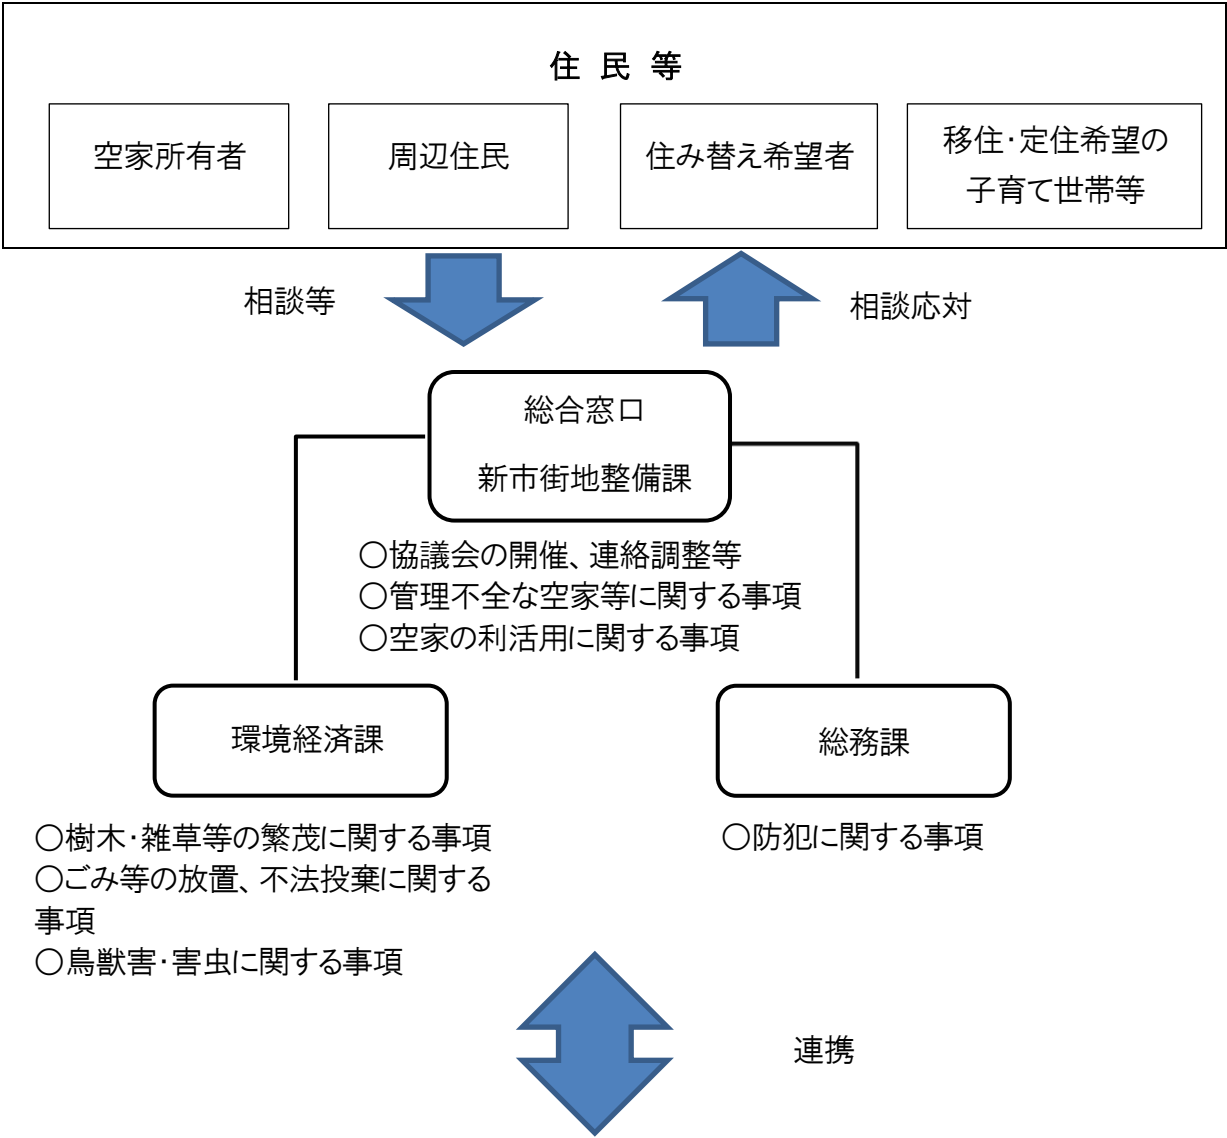 住 民 等
空家所有者
周辺住民
住み替え希望者
移住・定住希望の
子育て世帯等
相談等
相談応対
総合窓口
新市街地整備課
〇協議会の開催、連絡調整等
〇管理不全な空家等に関する事項
〇空家の利活用に関する事項
環境経済課
総務課
〇樹木・雑草等の繁茂に関する事項
〇ごみ等の放置、不法投棄に関する
事項
〇鳥獣害・害虫に関する事項
〇防犯に関する事項
連携